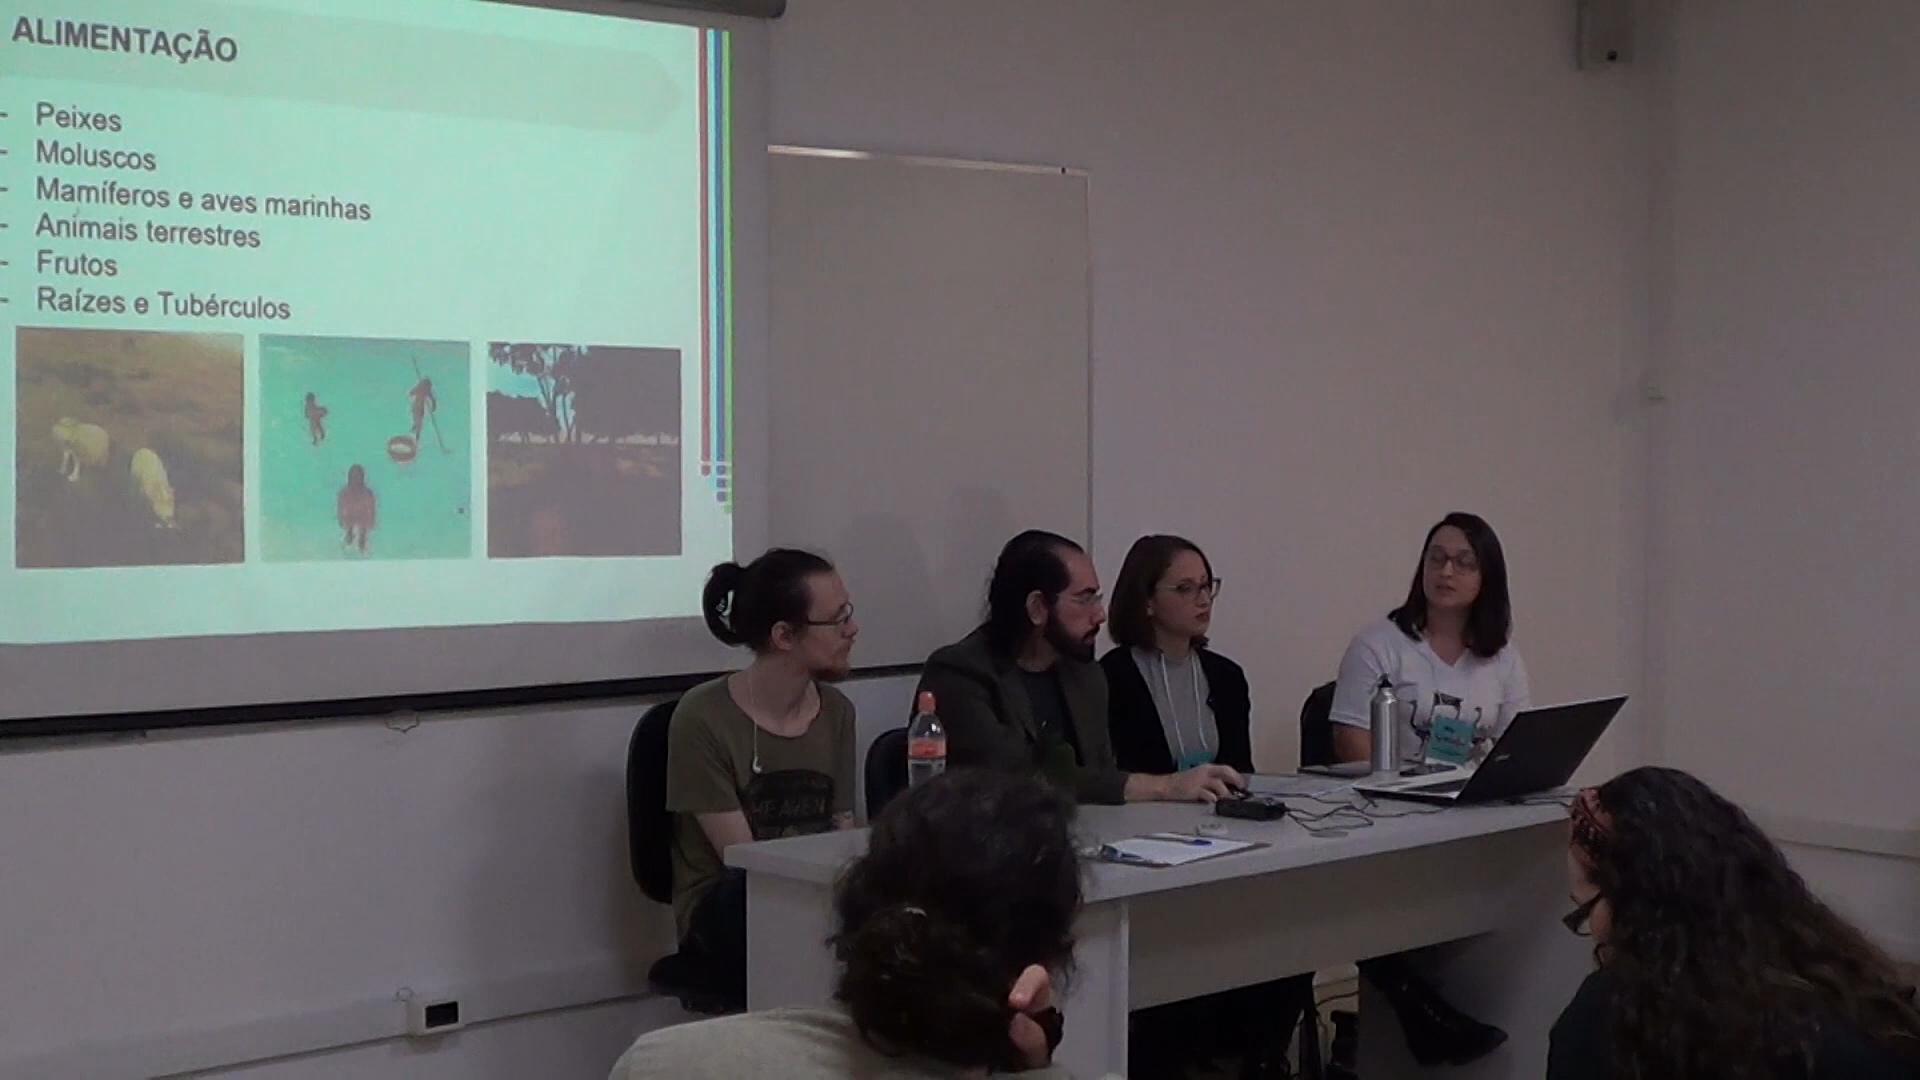 ALIMENTAÇÃO
- Peixes
- Moluscos
- Mamíferos e aves marinhas
- Animais terrestres
- Frutos
- Raízes e Tubérculos
HEAVEN